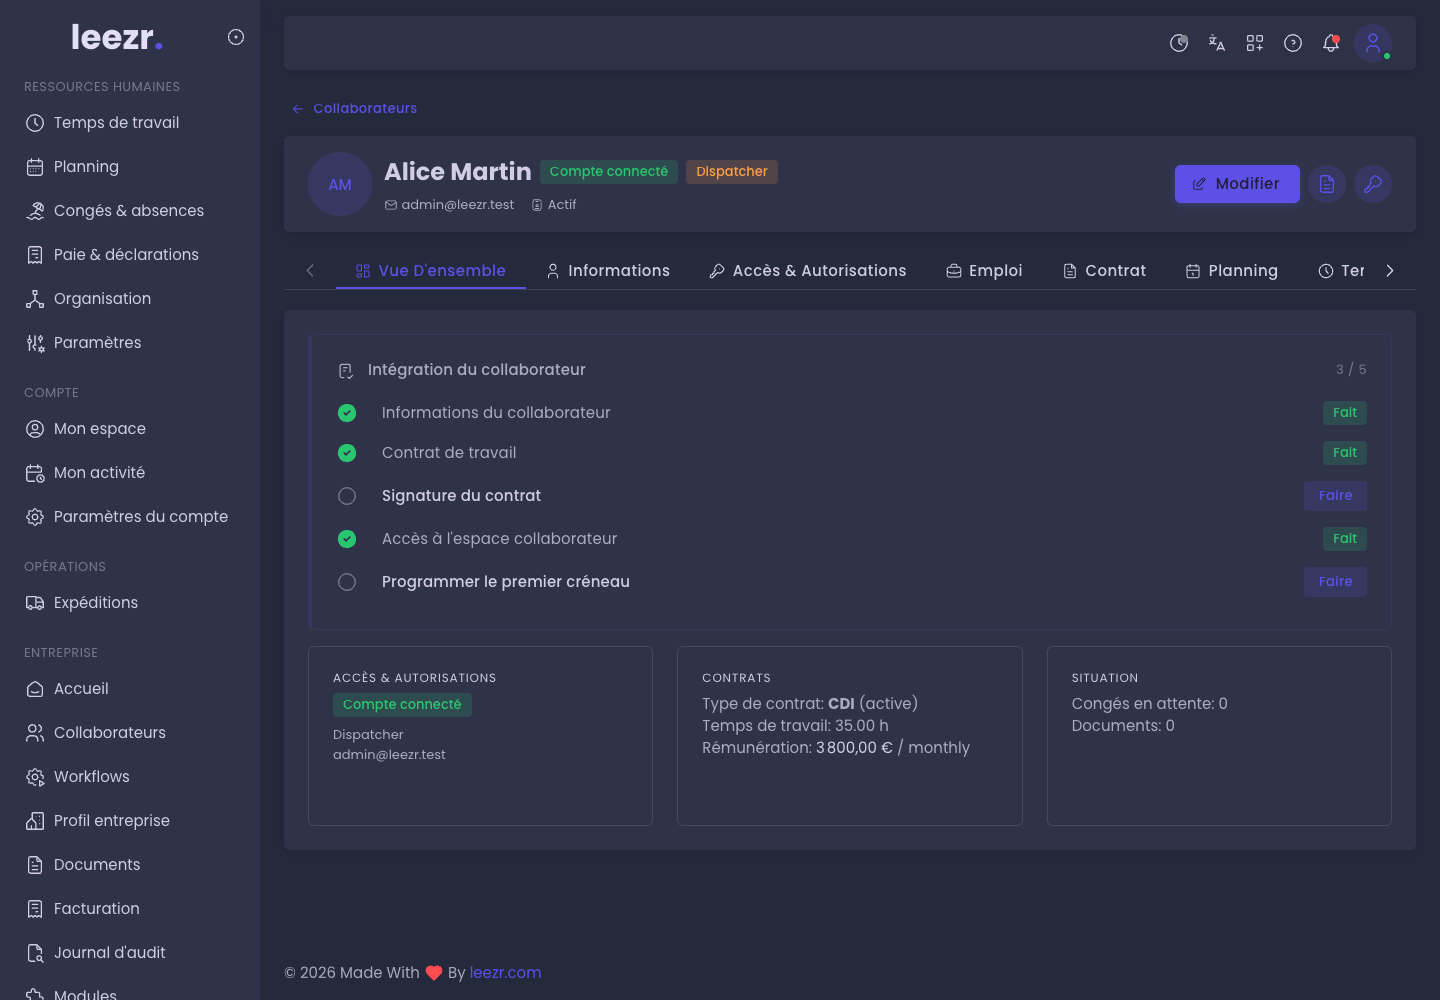 leezr.
RESSOURCES HUMAINES
Temps de travail
Planning
Congés & absences
Paie & déclarations
Organisation
Paramètres
COMPTE
Mon espace
Mon activité
Paramètres du compte
OPÉRATIONS
Expéditions
ENTREPRISE
Accueil
Collaborateurs
Workflows
Profil entreprise
Documents
Facturation
Journal d'audit
Modules
Collaborateurs
AM
Alice Martin Compte connecté Dispatcher
admin@leezr.test Actif
Modifier
Vue D'ensemble Informations Accès & Autorisations Emploi Contrat Planning Ter
Intégration du collaborateur 3 / 5
Informations du collaborateur Fait
Contrat de travail Fait
Signature du contrat Faire
Accès à l'espace collaborateur Fait
Programmer le premier créneau Faire
ACCÈS & AUTORISATIONS
Compte connecté
Dispatcher
admin@leezr.test
CONTRATS
Type de contrat: CDI (active)
Temps de travail: 35.00 h
Rémunération: 3 800,00 € / monthly
SITUATION
Congés en attente: 0
Documents: 0
© 2026 Made With By leezr.com